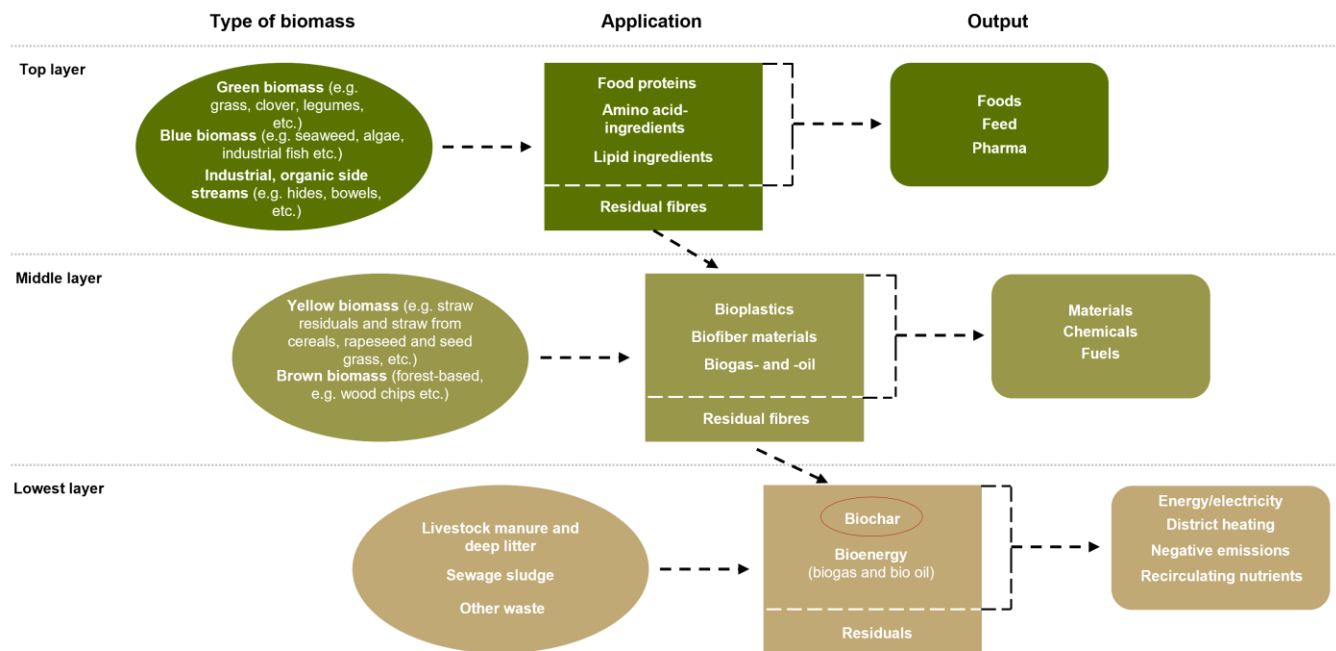 Type of biomass
Application
Output
Top layer
Green biomass (e.g.
grass, clover, legumes,
etc.)
Blue biomass (e.g. seaweed, algae,
industrial fish etc.)
Industrial, organic side
streams (e.g. hides, bowels,
etc.)
Food proteins
Amino acid-
ingredients
Lipid ingredients
Residual fibres
Foods
Feed
Pharma
Middle layer
Yellow biomass (e.g. straw
residuals and straw from
cereals, rapeseed and seed
grass, etc.)
Brown biomass (forest-based,
e.g. wood chips etc.)
Bioplastics
Biofiber materials
Biogas- and -oil
Residual fibres
Materials
Chemicals
Fuels
Lowest layer
Livestock manure and
deep litter
Sewage sludge
Other waste
Biochar
Bioenergy
(biogas and bio oil)
Residuals
Energy/electricity
District heating
Negative emissions
Recirculating nutrients